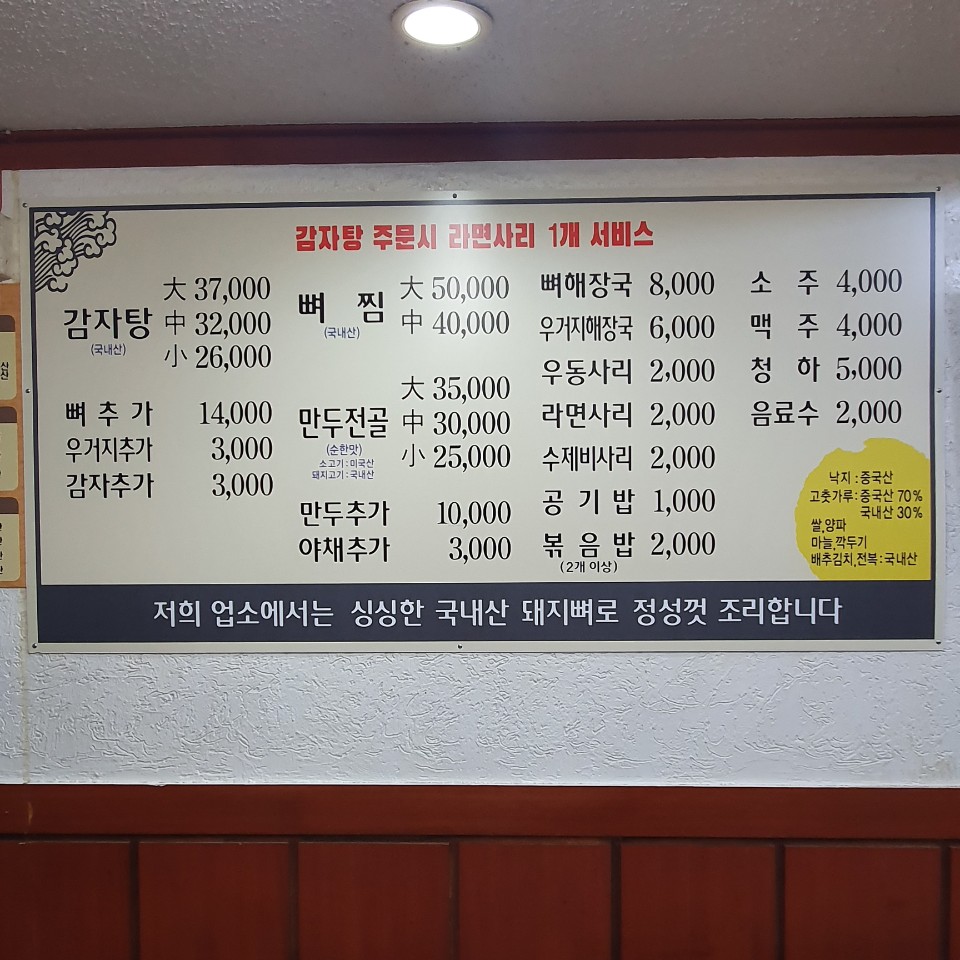 감자탕 주문시 라면사리 1개 서비스
감자탕
(국내산)
大 37,000
中 32,000
小 26,000
뼈 추 가 14,000
우거지추가 3,000
감자추가 3,000
뼈 찜
(국내산)
大 50,000
中 40,000
만두전골
(순한맛)
소고기 : 미국산
돼지고기 : 국내산
大 35,000
中 30,000
小 25,000
만두추가 10,000
야채추가 3,000
뼈해장국 8,000
우거지해장국 6,000
우동사리 2,000
라면사리 2,000
수제비사리 2,000
공 기 밥 1,000
볶 음 밥 2,000
(2개 이상)
소 주 4,000
맥 주 4,000
청 하 5,000
음료수 2,000
낙지 : 중국산
고춧가루 : 중국산 70%
국내산 30%
쌀,양파
마늘,깍두기
배추김치,전복 : 국내산
저희 업소에서는 싱싱한 국내산 돼지뼈로 정성껏 조리합니다